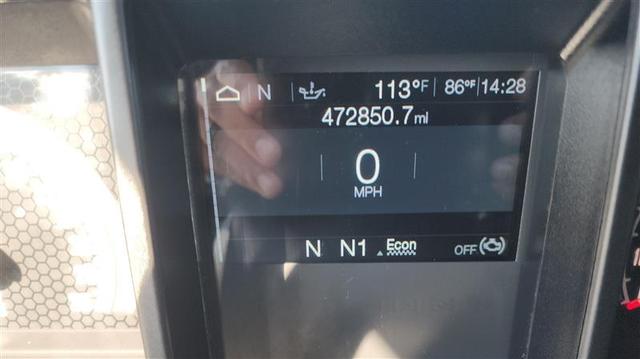 N 113°F 86°F 14:28
472850.7mi
0
MPH
N N1 Econ OFF